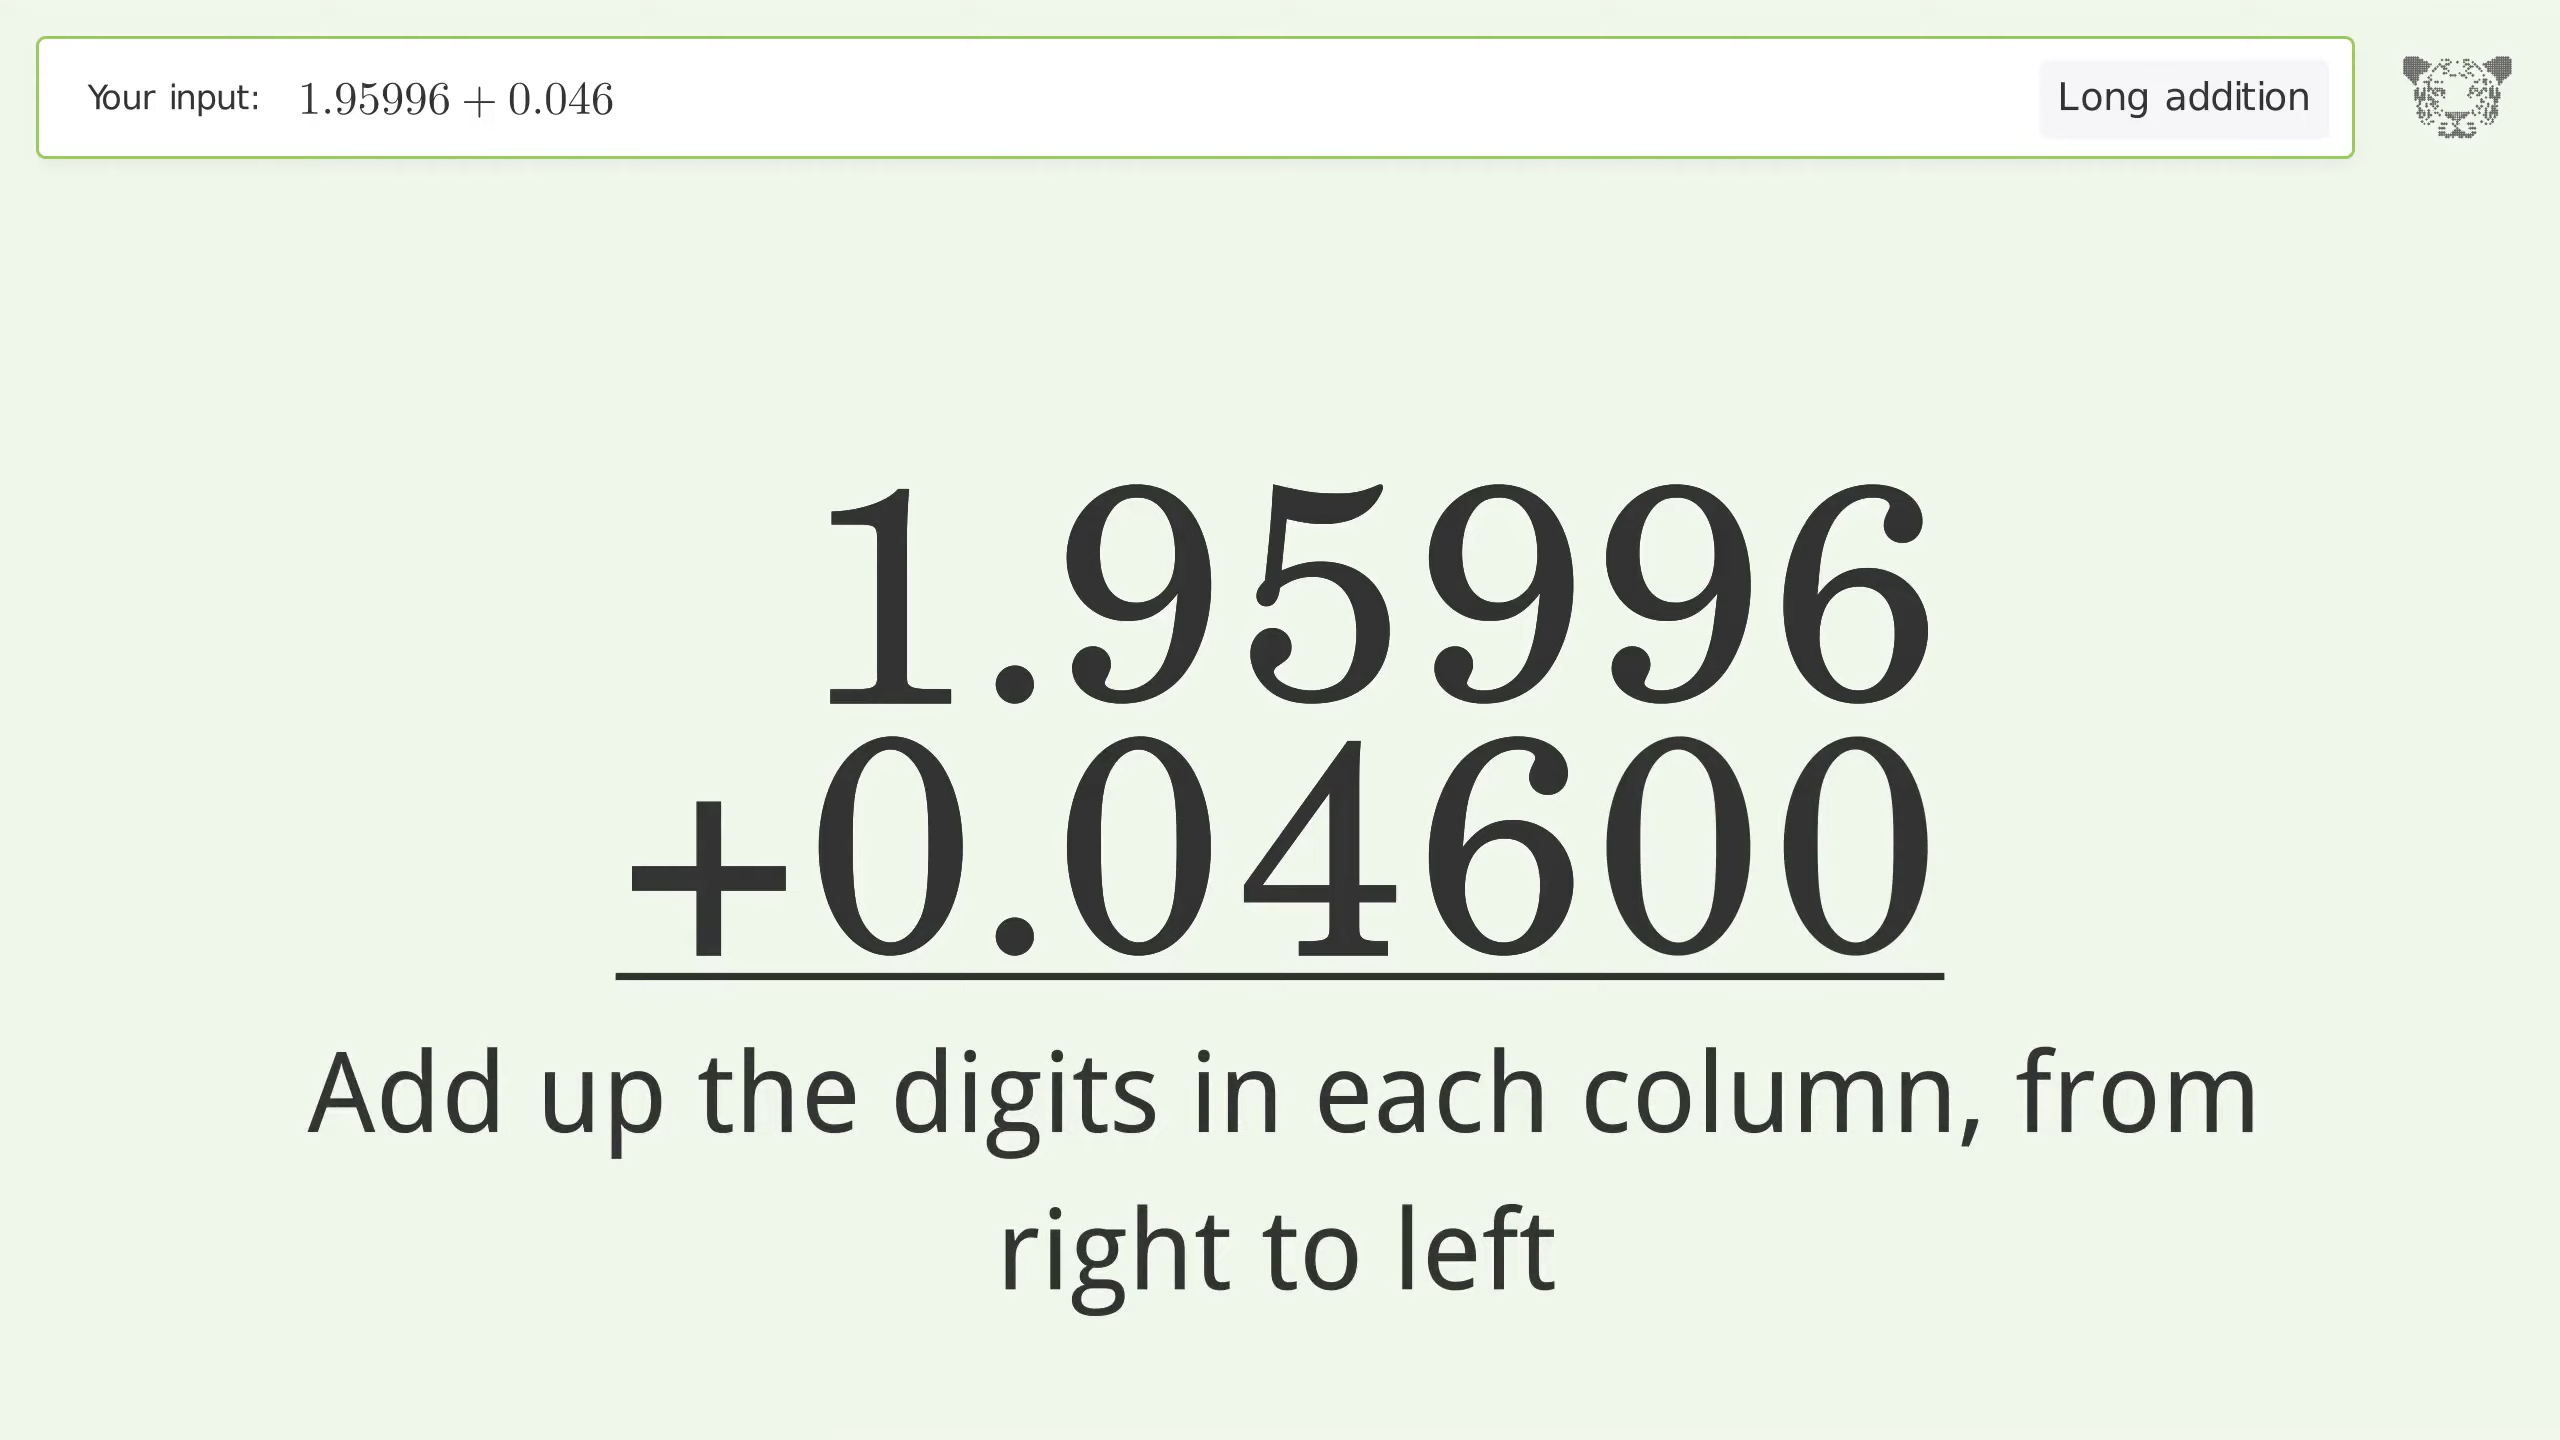 Your input: 1.95996 + 0.046
Long addition
1.95996
+0.04600
Add up the digits in each column, from
right to left